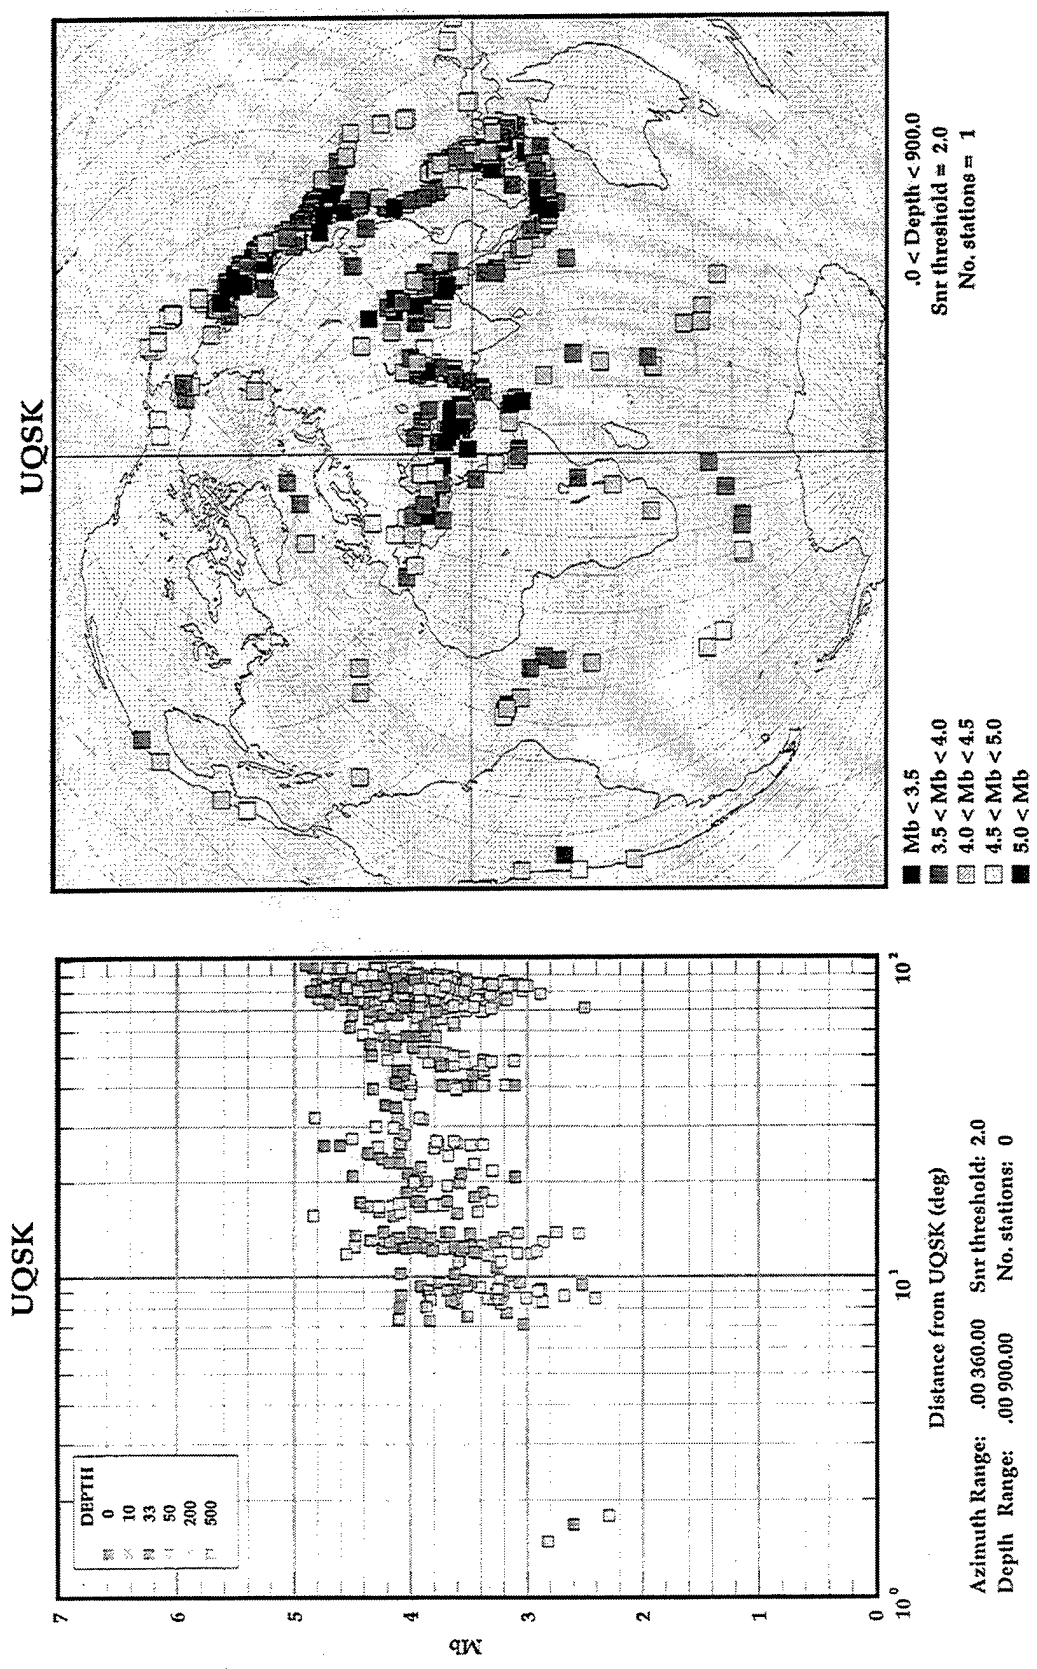 UQSK
DEPTH
0
10
33
50
200
500
7
6
5
4
3
2
1
0
Mb
10⁰
10¹
10²
Distance from UQSK (deg)
Azimuth Range: .00 360.00 Snr threshold: 2.0
Depth Range: .00 900.00 No. stations: 0
UQSK
Mb < 3.5
3.5 < Mb < 4.0
4.0 < Mb < 4.5
4.5 < Mb < 5.0
5.0 < Mb
.0 < Depth < 900.0
Snr threshold = 2.0
No. stations = 1